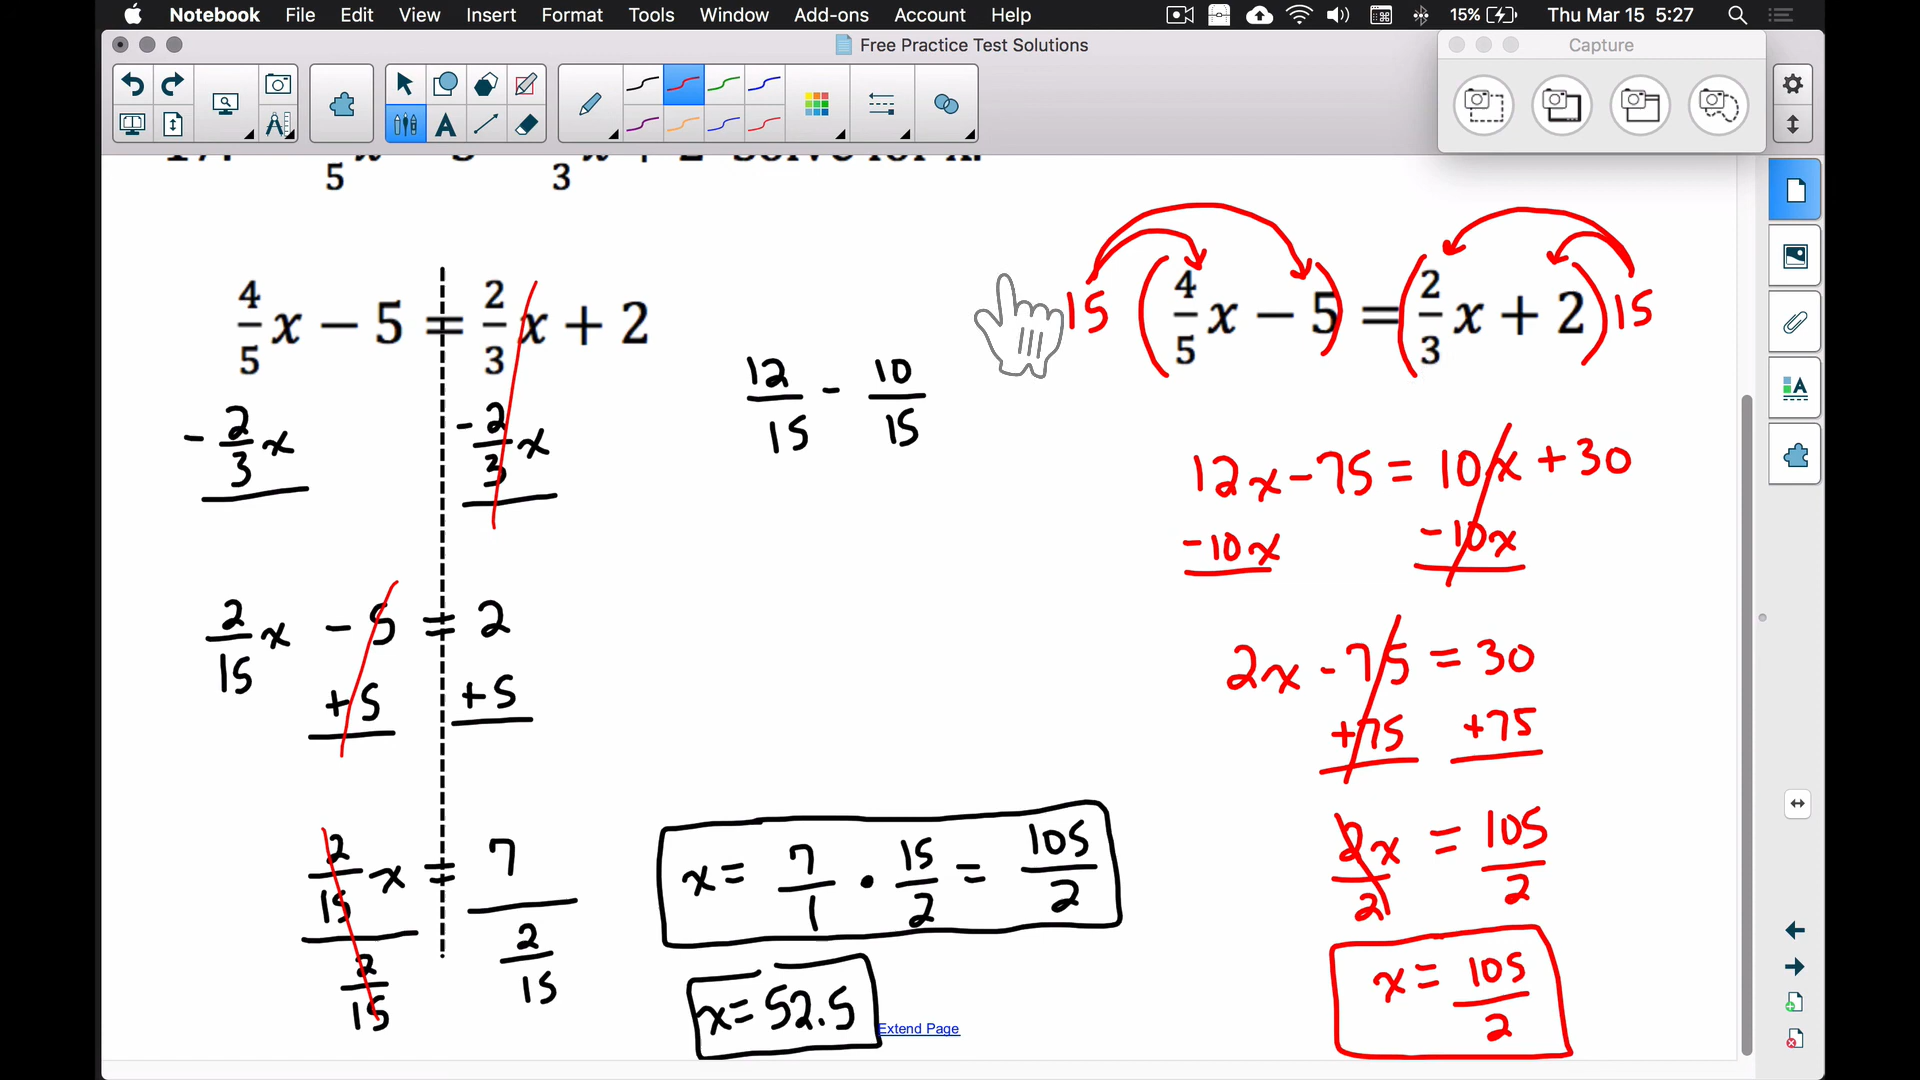 Notebook File Edit View Insert Format Tools Window Add-ons Account Help 15% Thu Mar 15 5:27
Free Practice Test Solutions
Capture
A
A
5 3
4/5 x − 5 = 2/3 x + 2
- 2/3 x - 2/3 x
2/15 x - 5 = 2
+5 +5
2/15 x = 7
2/15 2/15
12/15 - 10/15
x = 7/1 • 15/2 = 105/2
x = 52.5
Extend Page
15 ( 4/5 x − 5 ) = ( 2/3 x + 2 ) 15
12x - 75 = 10x + 30
-10x -10x
2x - 75 = 30
+75 +75
2x/2 = 105/2
x = 105/2